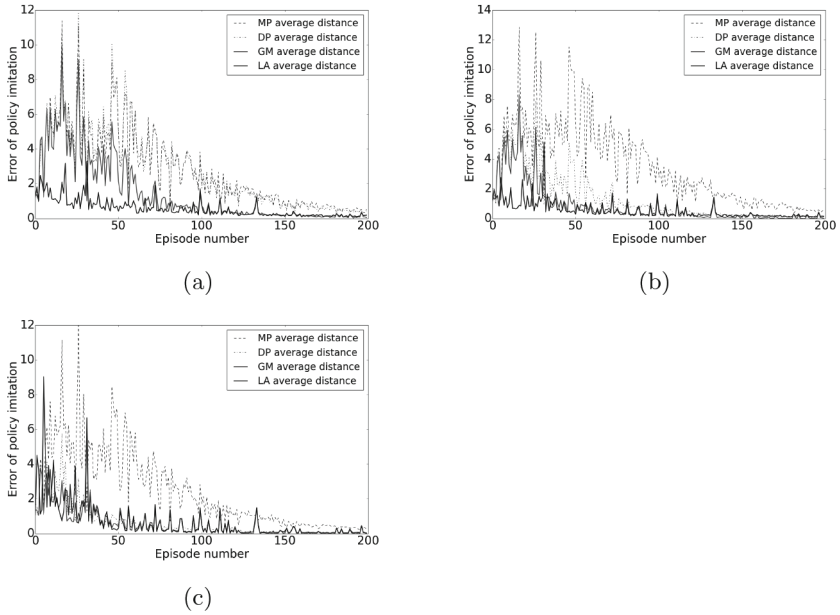 12
10
8
6
4
2
0
0
50
100
150
200
Error of policy imitation
Episode number
MP average distance
DP average distance
GM average distance
LA average distance
(a)
14
12
10
8
6
4
2
0
0
50
100
150
200
Error of policy imitation
Episode number
MP average distance
DP average distance
GM average distance
LA average distance
(b)
12
10
8
6
4
2
0
0
50
100
150
200
Error of policy imitation
Episode number
MP average distance
DP average distance
GM average distance
LA average distance
(c)